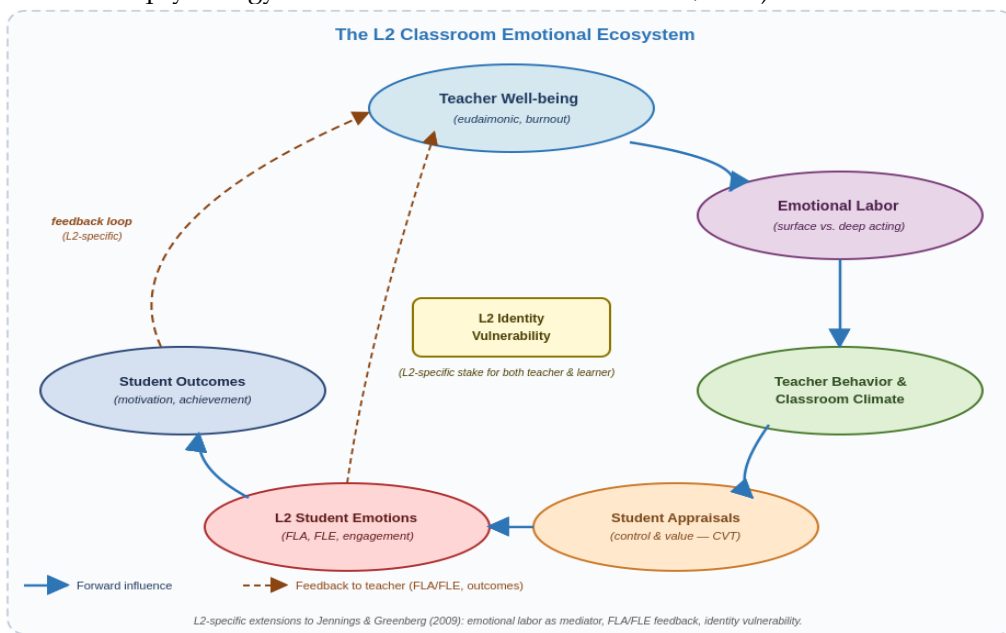 The L2 Classroom Emotional Ecosystem
Teacher Well-being
(eudaimonic, burnout)
Emotional Labor
(surface vs. deep acting)
feedback loop
(L2-specific)
L2 Identity
Vulnerability
(L2-specific stake for both teacher & learner)
Student Outcomes
(motivation, achievement)
Teacher Behavior &
Classroom Climate
L2 Student Emotions
(FLA, FLE, engagement)
Student Appraisals
(control & value — CVT)
Forward influence
Feedback to teacher (FLA/FLE, outcomes)
L2-specific extensions to Jennings & Greenberg (2009): emotional labor as mediator, FLA/FLE feedback, identity vulnerability.